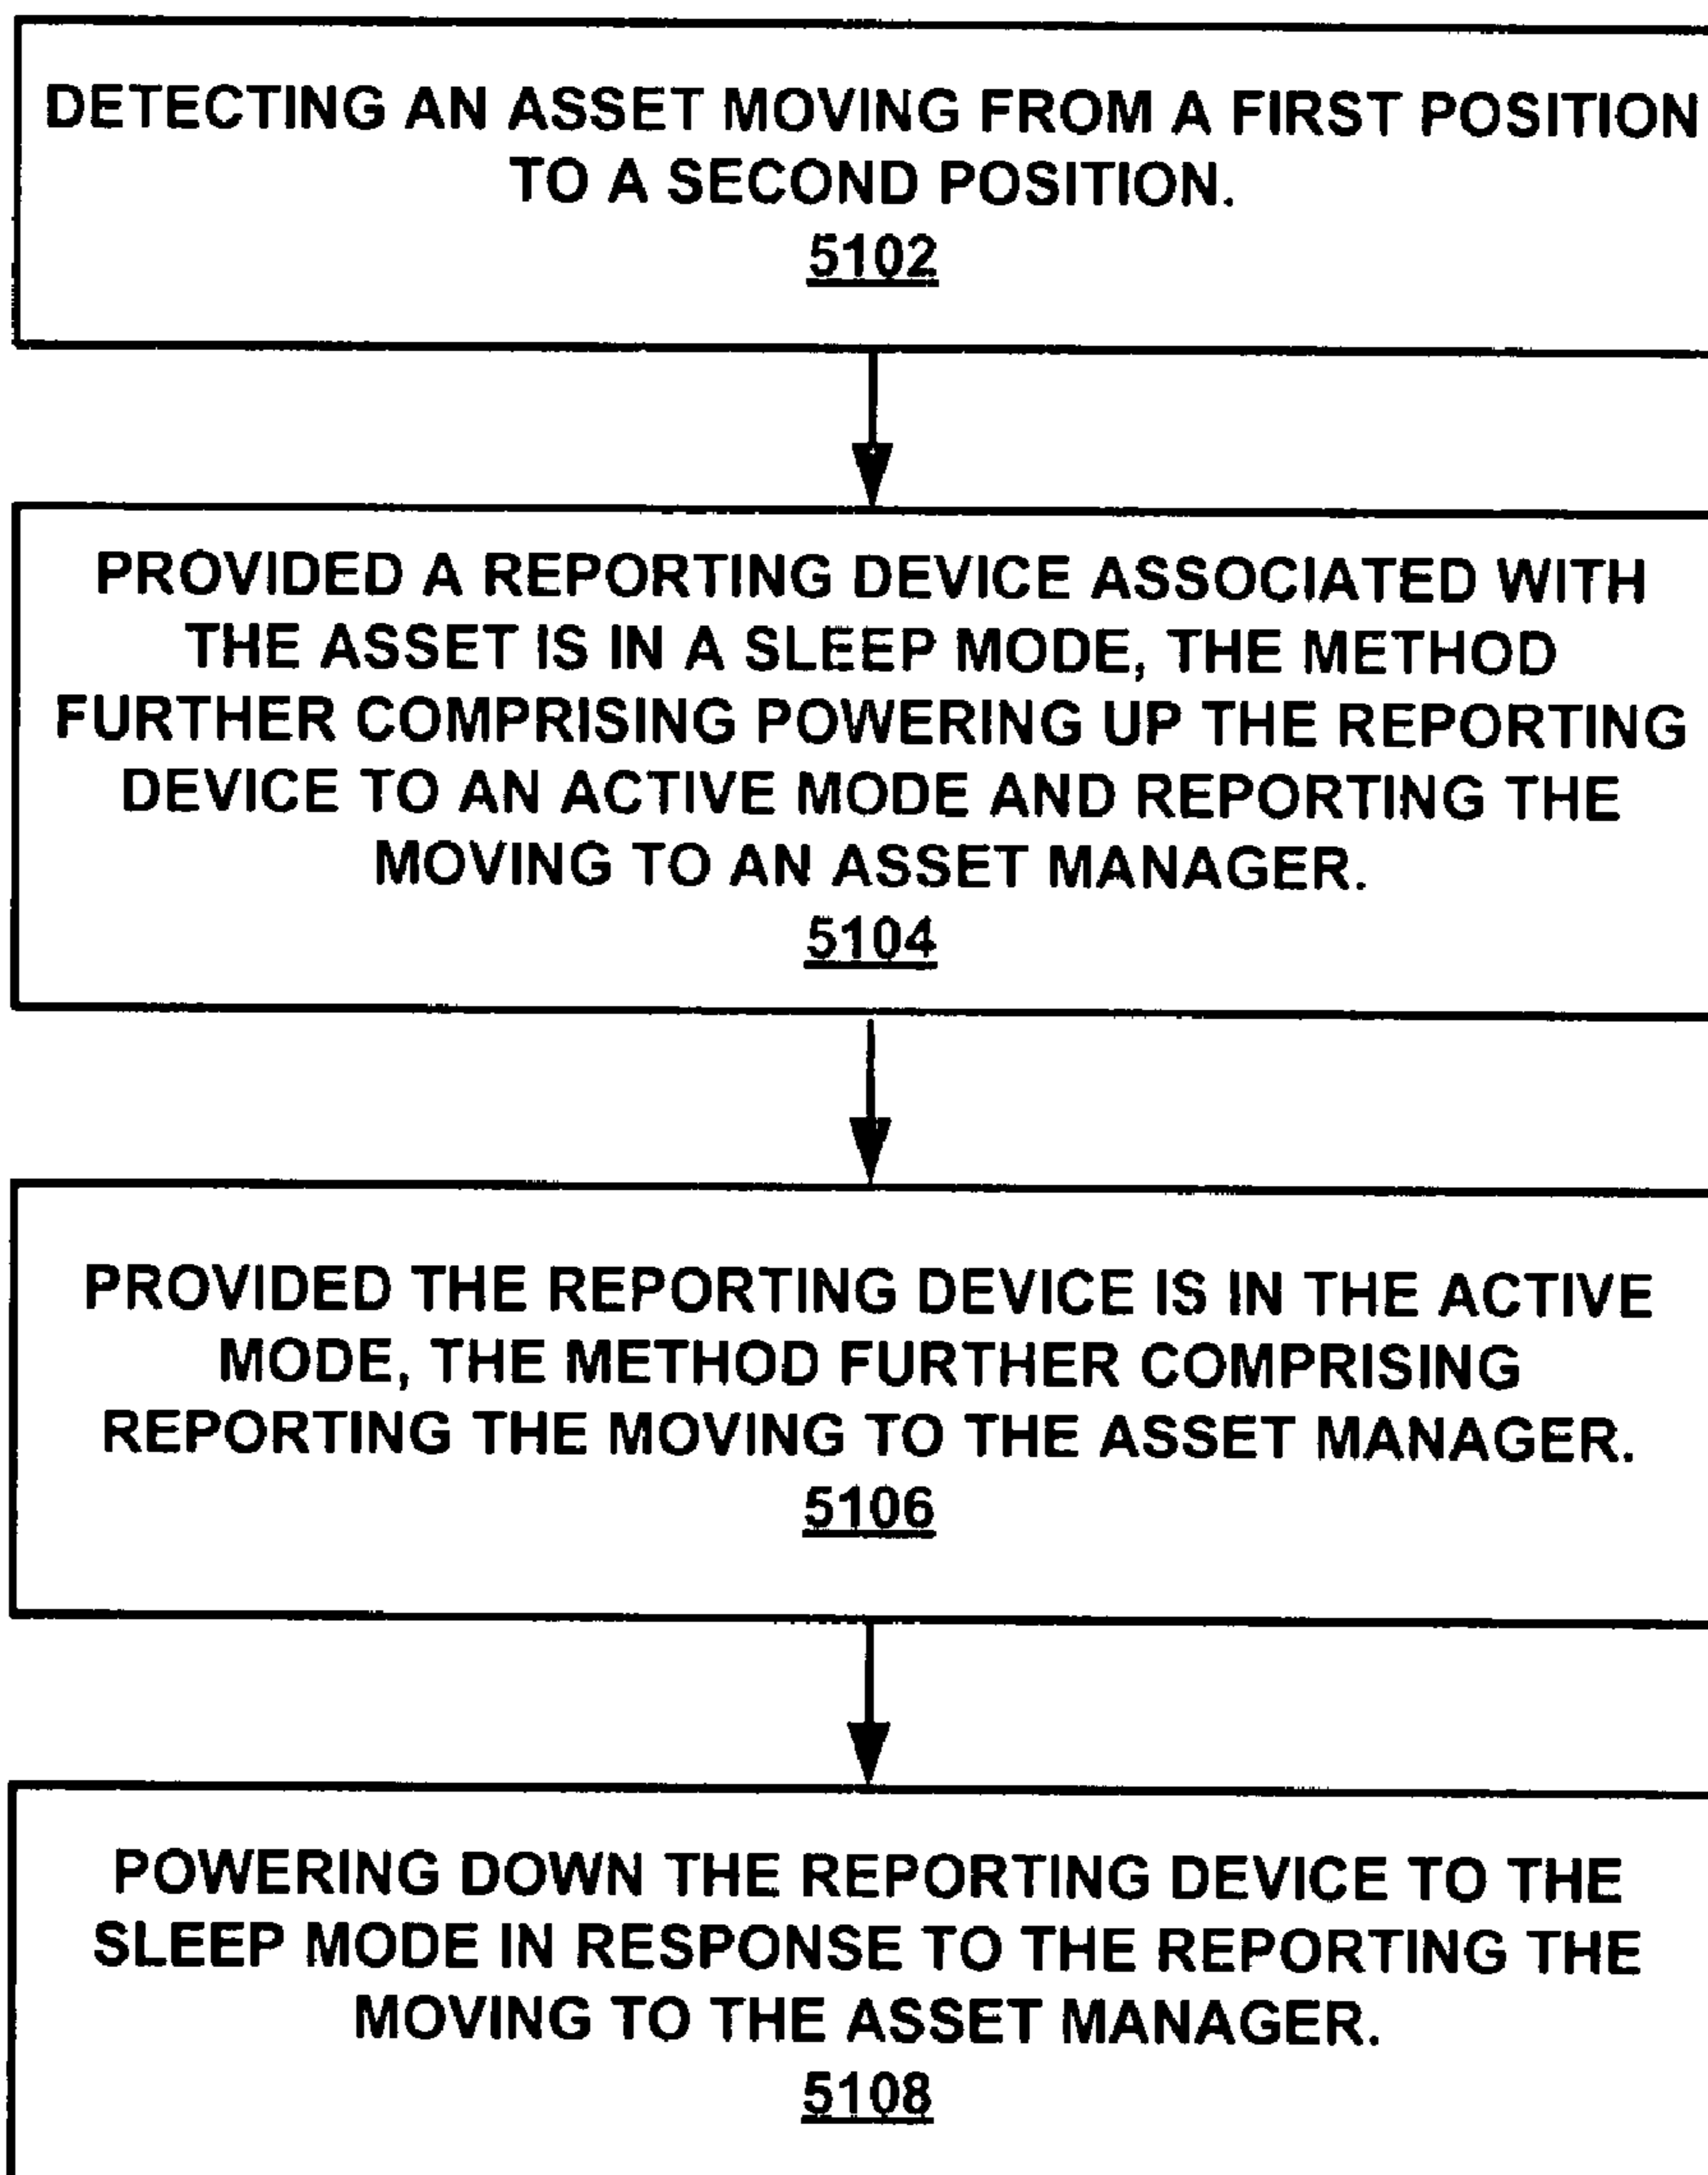 DETECTING AN ASSET MOVING FROM A FIRST POSITION
TO A SECOND POSITION.
5102
PROVIDED A REPORTING DEVICE ASSOCIATED WITH
THE ASSET IS IN A SLEEP MODE, THE METHOD
FURTHER COMPRISING POWERING UP THE REPORTING
DEVICE TO AN ACTIVE MODE AND REPORTING THE
MOVING TO AN ASSET MANAGER.
5104
PROVIDED THE REPORTING DEVICE IS IN THE ACTIVE
MODE, THE METHOD FURTHER COMPRISING
REPORTING THE MOVING TO THE ASSET MANAGER.
5106
POWERING DOWN THE REPORTING DEVICE TO THE
SLEEP MODE IN RESPONSE TO THE REPORTING THE
MOVING TO THE ASSET MANAGER.
5108